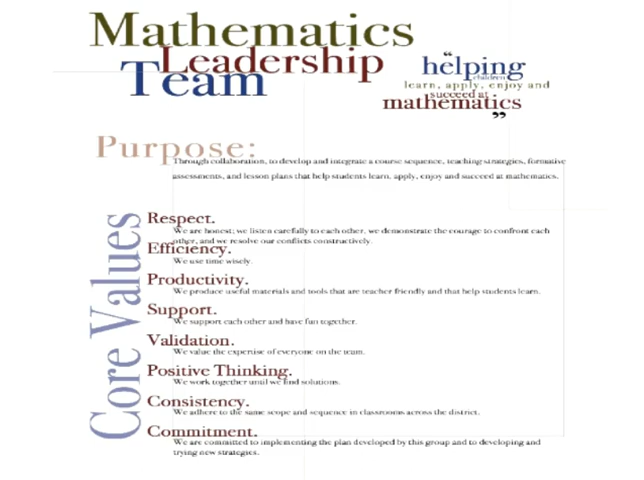 Mathematics
Leadership
Team
“
helping
children
learn, apply, enjoy and
succeed at
mathematics
”
Purpose:
Through collaboration, to develop and integrate a course sequence, teaching strategies, formative
assessments, and lesson plans that help students learn, apply, enjoy and succeed at mathematics.
Core Values
Respect.
We are honest; we listen carefully to each other, we demonstrate the courage to confront each
other, and we resolve our conflicts constructively.
Efficiency.
We use time wisely.
Productivity.
We produce useful materials and tools that are teacher friendly and that help students learn.
Support.
We support each other and have fun together.
Validation.
We value the expertise of everyone on the team.
Positive Thinking.
We work together until we find solutions.
Consistency.
We adhere to the same scope and sequence in classrooms across the district.
Commitment.
We are committed to implementing the plan developed by this group and to developing and
trying new strategies.